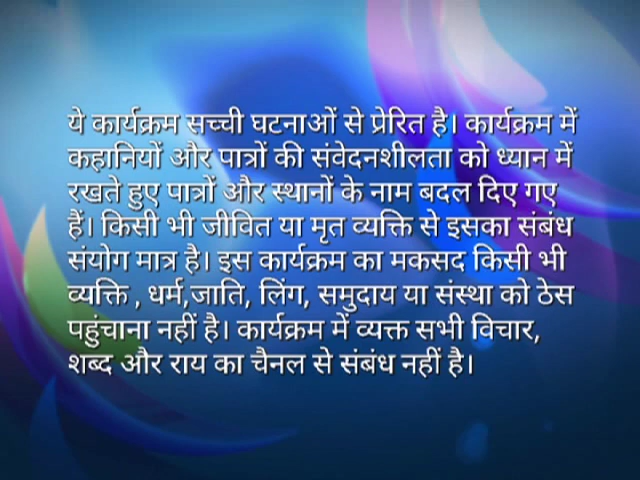 ये कार्यक्रम सच्ची घटनाओं से प्रेरित है। कार्यक्रम में
कहानियों और पात्रों की संवेदनशीलता को ध्यान में
रखते हुए पात्रों और स्थानों के नाम बदल दिए गए
हैं। किसी भी जीवित या मृत व्यक्ति से इसका संबंध
संयोग मात्र है। इस कार्यक्रम का मकसद किसी भी
व्यक्ति , धर्म,जाति, लिंग, समुदाय या संस्था को ठेस
पहुंचाना नहीं है। कार्यक्रम में व्यक्त सभी विचार,
शब्द और राय का चैनल से संबंध नहीं है।